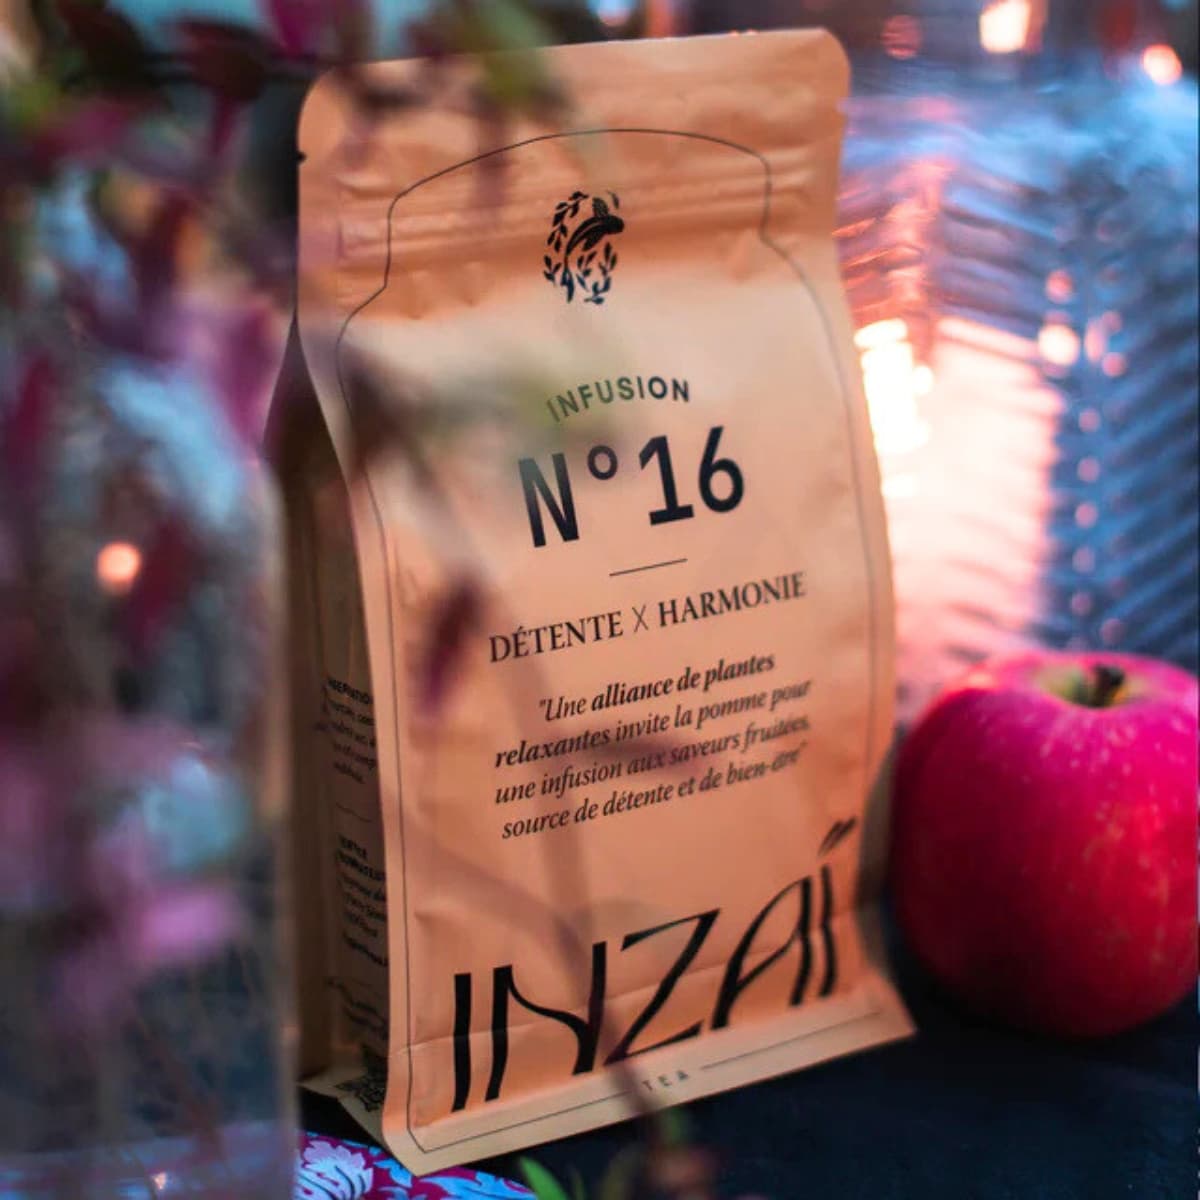 INFUSION
N° 16
DÉTENTE X HARMONIE
"Une alliance de plantes
relaxantes invite la pomme pour
une infusion aux saveurs fruitées,
source de détente et de bien-être"
INZAÍ
TEA